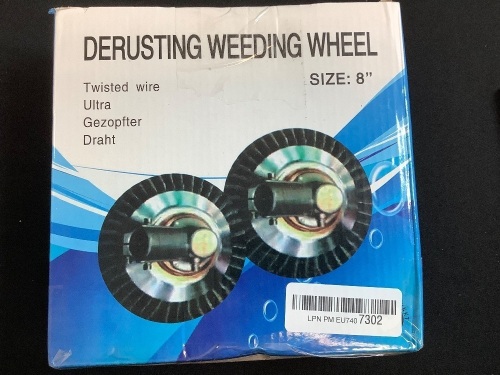 DERUSTING WEEDING WHEEL
SIZE: 8"
Twisted wire
Ultra
Gezopfter
Draht
LPN PM EU740 7302